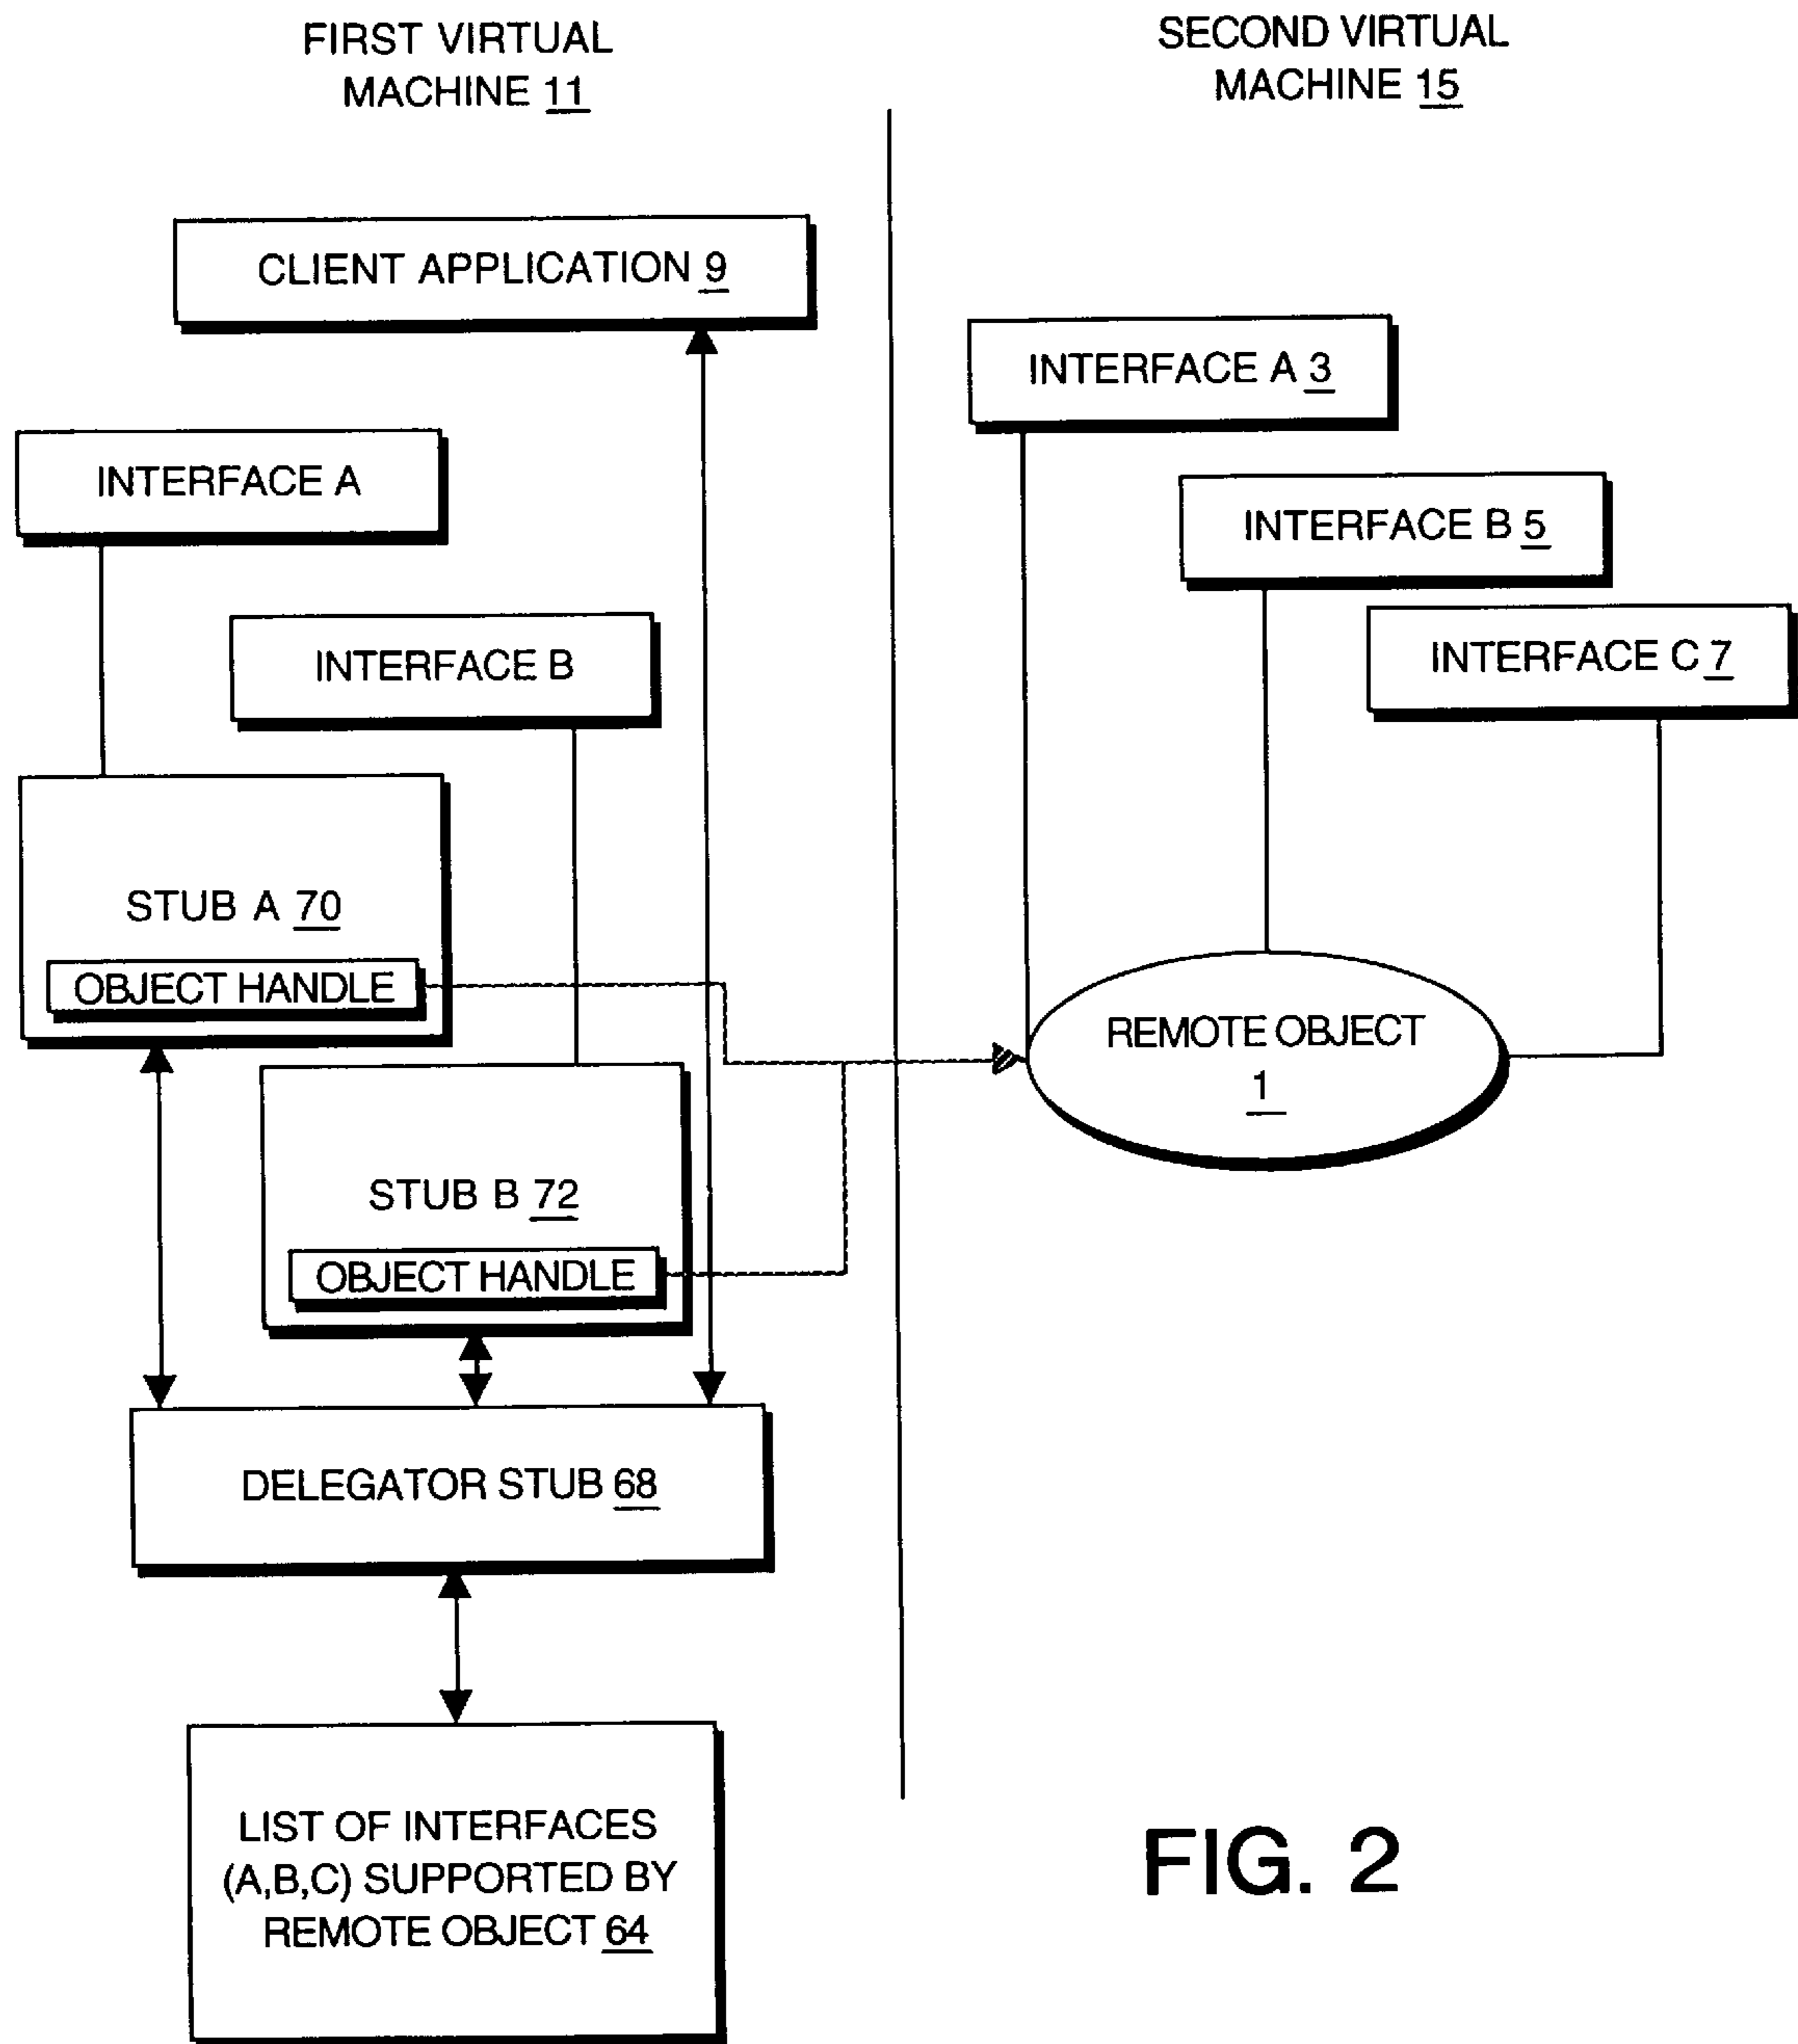 FIRST VIRTUAL
MACHINE 11
SECOND VIRTUAL
MACHINE 15
CLIENT APPLICATION 9
INTERFACE A 3
INTERFACE A
INTERFACE B 5
INTERFACE B
INTERFACE C 7
STUB A 70
OBJECT HANDLE
REMOTE OBJECT
1
STUB B 72
OBJECT HANDLE
DELEGATOR STUB 68
LIST OF INTERFACES
(A,B,C) SUPPORTED BY
REMOTE OBJECT 64
FIG. 2